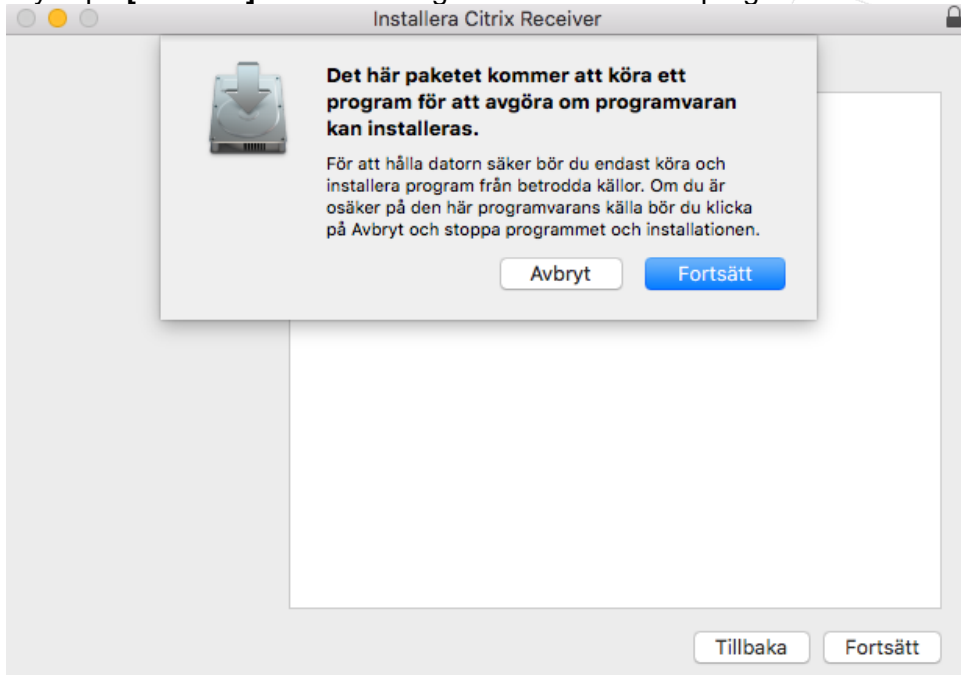 Installera Citrix Receiver
Det här paketet kommer att köra ett
program för att avgöra om programvaran
kan installeras.
För att hålla datorn säker bör du endast köra och
installera program från betrodda källor. Om du är
osäker på den här programvarans källa bör du klicka
på Avbryt och stoppa programmet och installationen.
Avbryt Fortsätt
Tillbaka Fortsätt